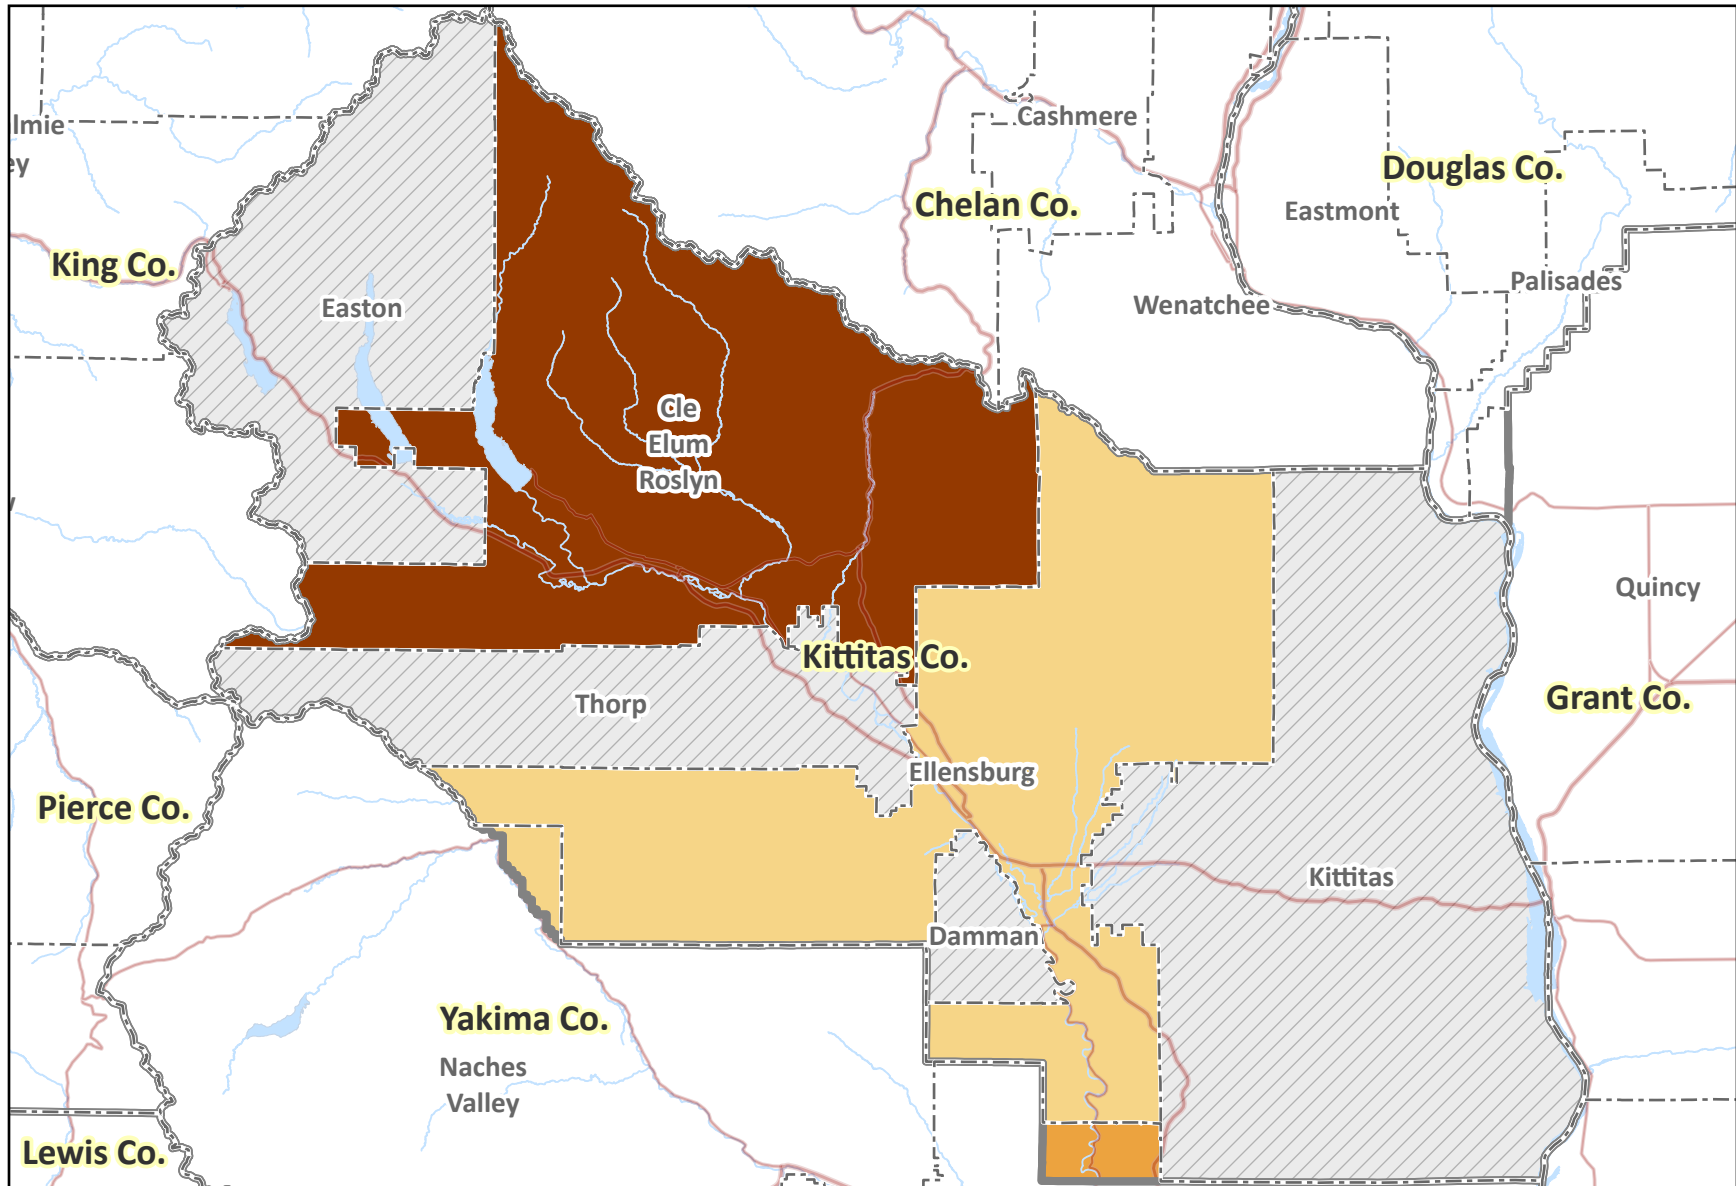 lmie
ey
Cashmere
Douglas Co.
Chelan Co.
Eastmont
King Co.
Palisades
Easton
Wenatchee
Cle
Elum
Roslyn
Quincy
Kittitas Co.
Thorp
Grant Co.
Ellensburg
Pierce Co.
Kittitas
Damman
Yakima Co.
Naches
Valley
Lewis Co.